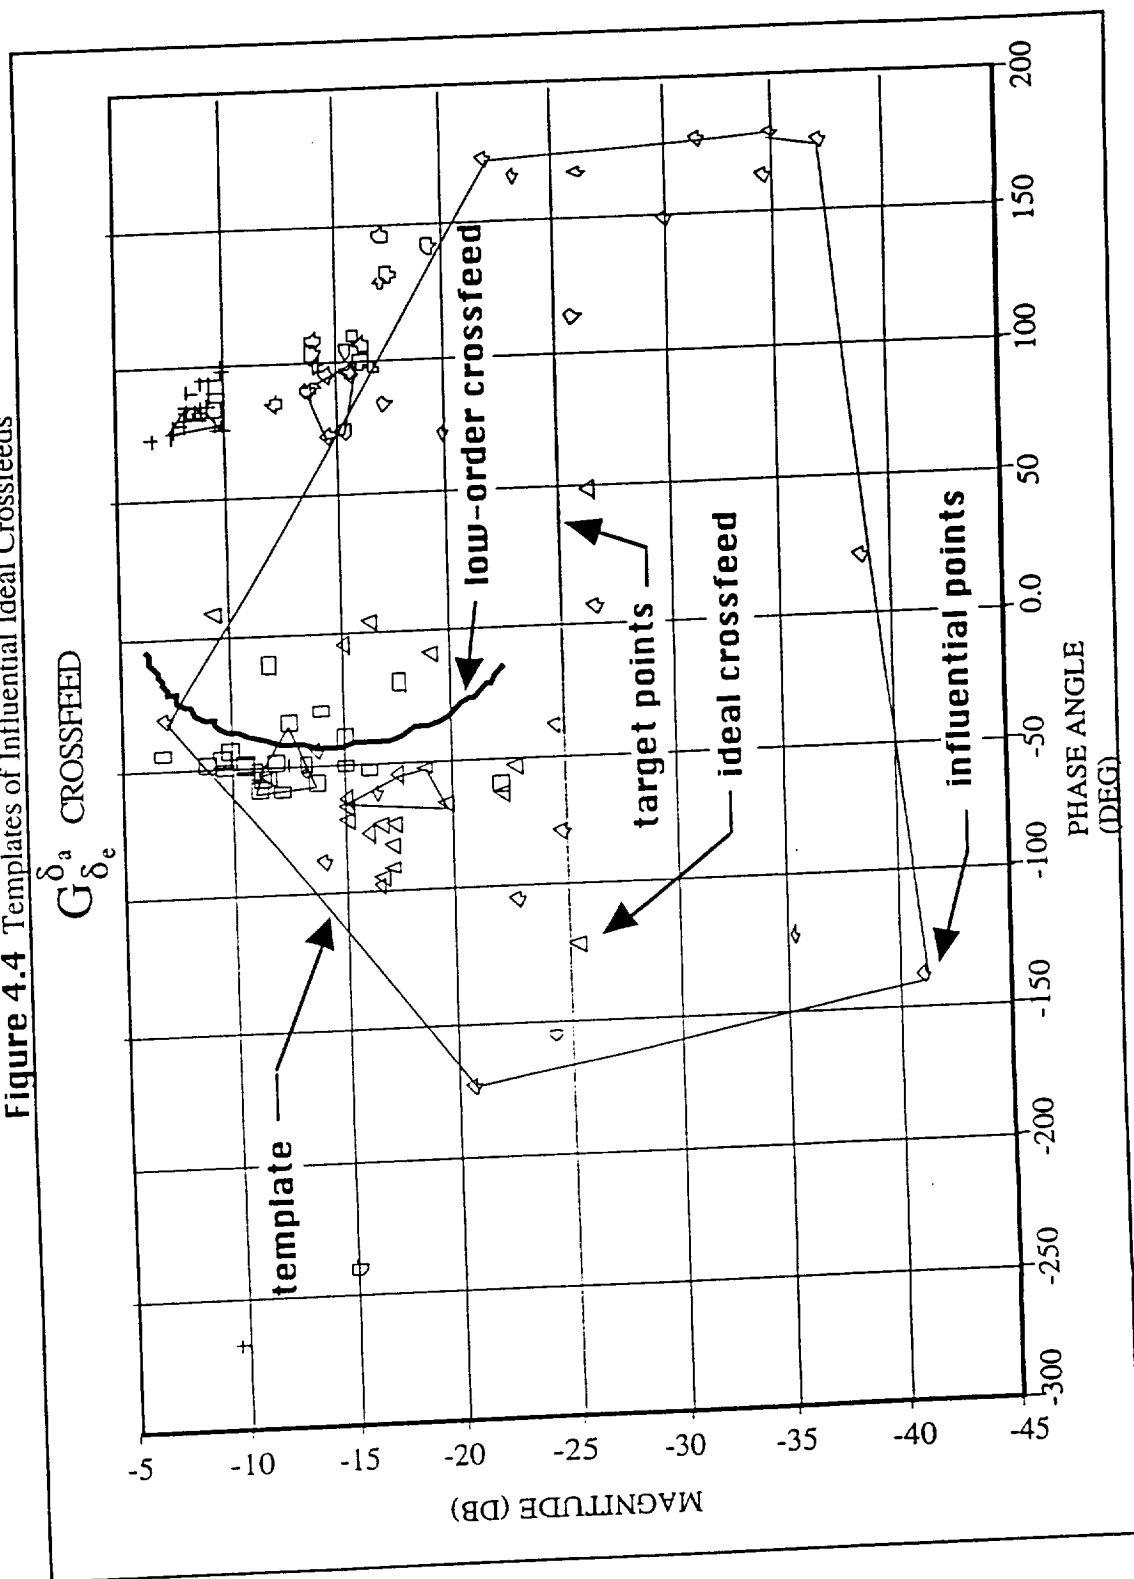 Figure 4.4 Templates of Influential Ideal Crossfeeds
G δa δe CROSSFEED
-5
-10
-15
-20
-25
-30
-35
-40
-45
MAGNITUDE (DB)
200
150
100
50
0.0
-50
-100
-150
-200
-250
-300
PHASE ANGLE
(DEG)
template
low-order crossfeed
target points
ideal crossfeed
influential points